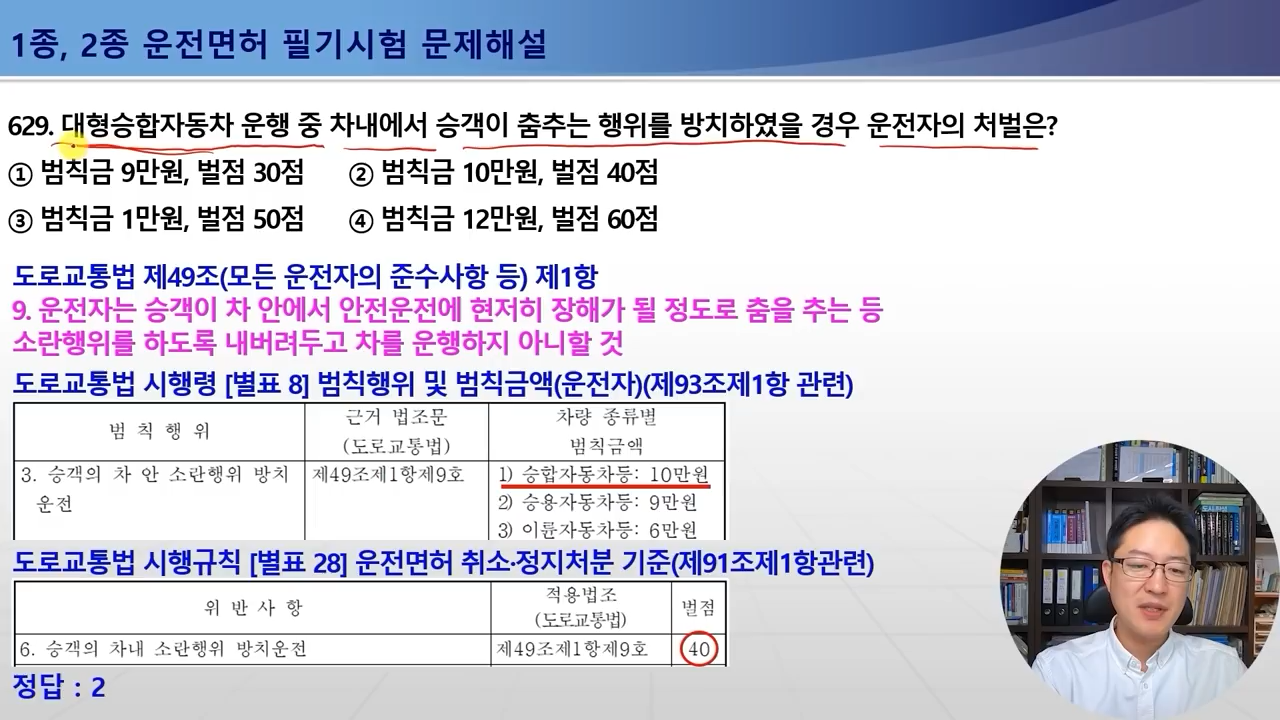 1종, 2종 운전면허 필기시험 문제해설
629. 대형승합자동차 운행 중 차내에서 승객이 춤추는 행위를 방치하였을 경우 운전자의 처벌은?
① 범칙금 9만원, 벌점 30점 ② 범칙금 10만원, 벌점 40점
③ 범칙금 1만원, 벌점 50점 ④ 범칙금 12만원, 벌점 60점
도로교통법 제49조(모든 운전자의 준수사항 등) 제1항
9. 운전자는 승객이 차 안에서 안전운전에 현저히 장해가 될 정도로 춤을 추는 등
소란행위를 하도록 내버려두고 차를 운행하지 아니할 것
도로교통법 시행령 [별표 8] 범칙행위 및 범칙금액(운전자)(제93조제1항 관련)
범 칙 행 위 근거 법조문 차량 종류별
(도로교통법) 범칙금액
3. 승객의 차 안 소란행위 방치 제49조제1항제9호 1) 승합자동차등: 10만원
운전 2) 승용자동차등: 9만원
3) 이륜자동차등: 6만원
도로교통법 시행규칙 [별표 28] 운전면허 취소·정지처분 기준(제91조제1항관련)
위 반 사 항 적용법조 벌점
(도로교통법)
6. 승객의 차내 소란행위 방치운전 제49조제1항제9호 40
정답 : 2